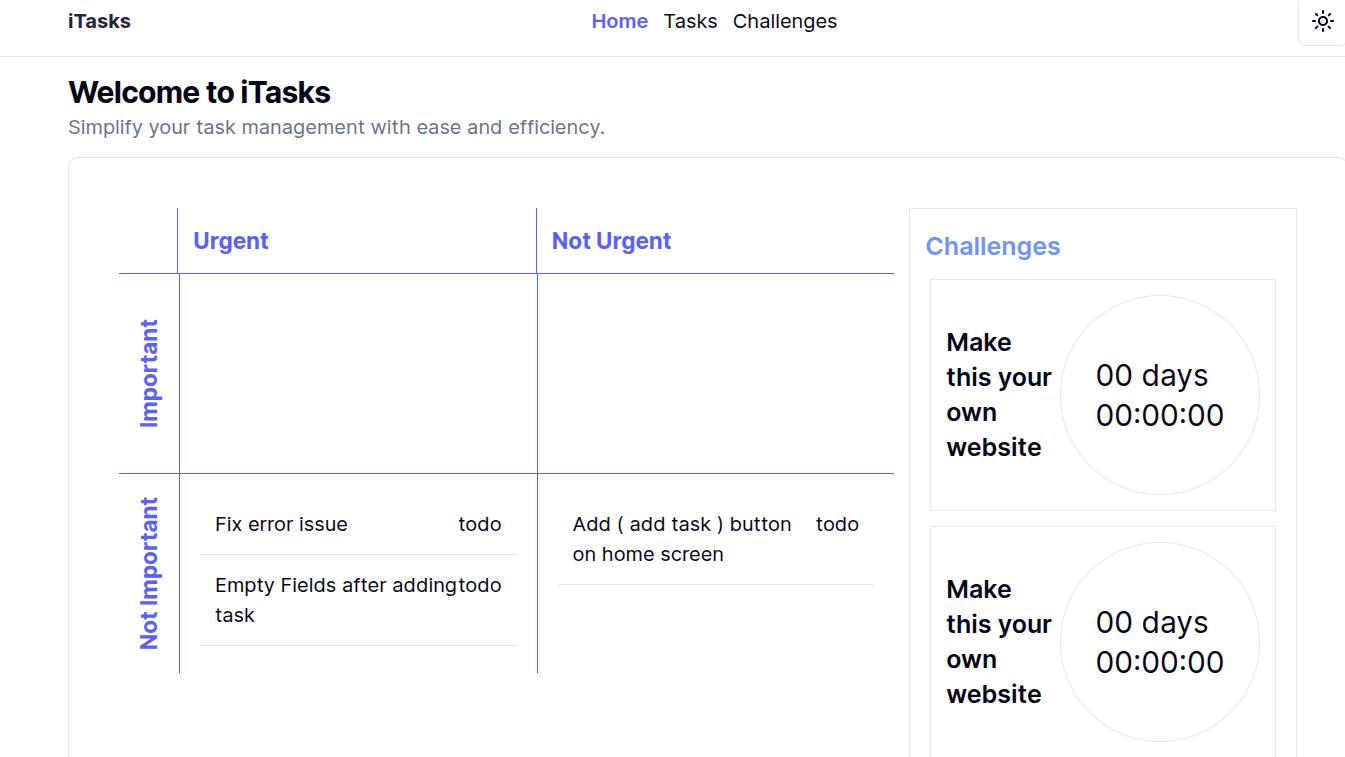 iTasks
Home Tasks Challenges
Welcome to iTasks
Simplify your task management with ease and efficiency.
Urgent
Not Urgent
Important
Not Important
Fix error issue todo
Empty Fields after adding todo
task
Add ( add task ) button todo
on home screen
Challenges
Make
this your
own
website
00 days
00:00:00
Make
this your
own
website
00 days
00:00:00